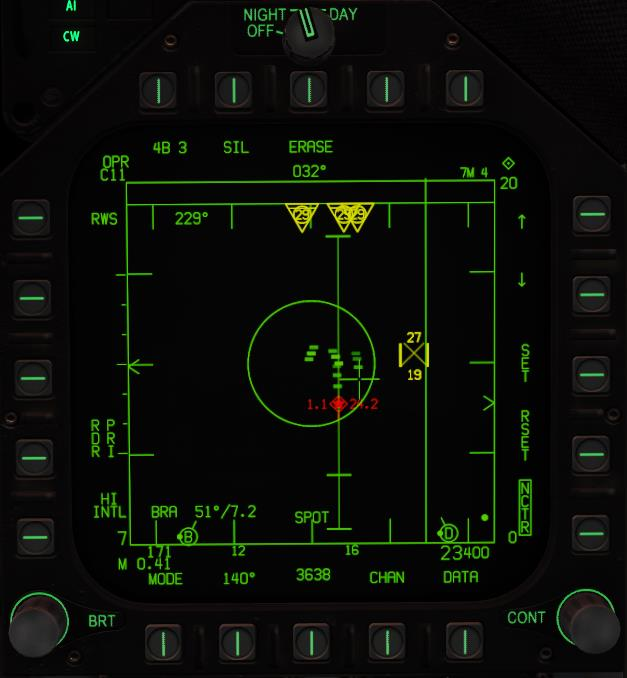 AI
CW
NIGHT DAY
OFF
4B 3 SIL ERASE
OPR
C11
032°
7M 4
20
RWS 229°
29 29 29
27
19
1.1 24.2
SET
RSET
RDR
PRI
NCTR
HI
INTL
BRA 51°/7.2
SPOT
B
D
7
0
171 12 16 23400
M 0.41
MODE 140° 3638 CHAN DATA
BRT
CONT